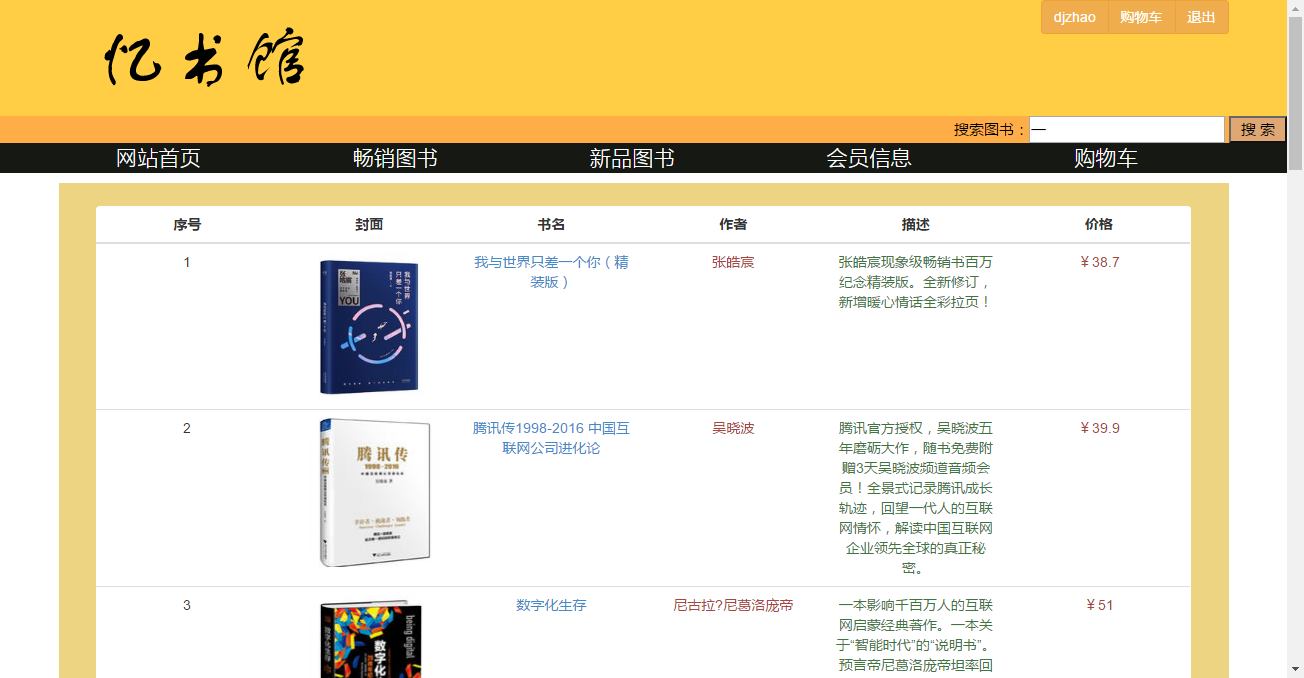 djzhao 购物车 退出
忆书馆
搜索图书： 一 搜 索
网站首页 畅销图书 新品图书 会员信息 购物车
序号 封面 书名 作者 描述 价格
1 我与世界只差一个你（精 张皓宸 张皓宸现象级畅销书百万 ￥38.7
装版） 纪念精装版。全新修订，
新增暖心情话全彩拉页！
我与世界
只差一个你
张皓宸
YOU
2 腾讯传1998-2016 中国互 吴晓波 腾讯官方授权，吴晓波五 ￥39.9
联网公司进化论 年磨砺大作，随书免费附
赠3天吴晓波频道音频会
员！全景式记录腾讯成长
轨迹，回望一代人的互联
网情怀，解读中国互联网
企业领先全球的真正秘
密。
腾讯传
1998-2016
3 数字化生存 尼古拉?尼葛洛庞帝 一本影响千百万人的互联 ￥51
网启蒙经典著作。一本关
于“智能时代”的“说明书”。
预言帝尼葛洛庞帝坦率回
being digital
数字化